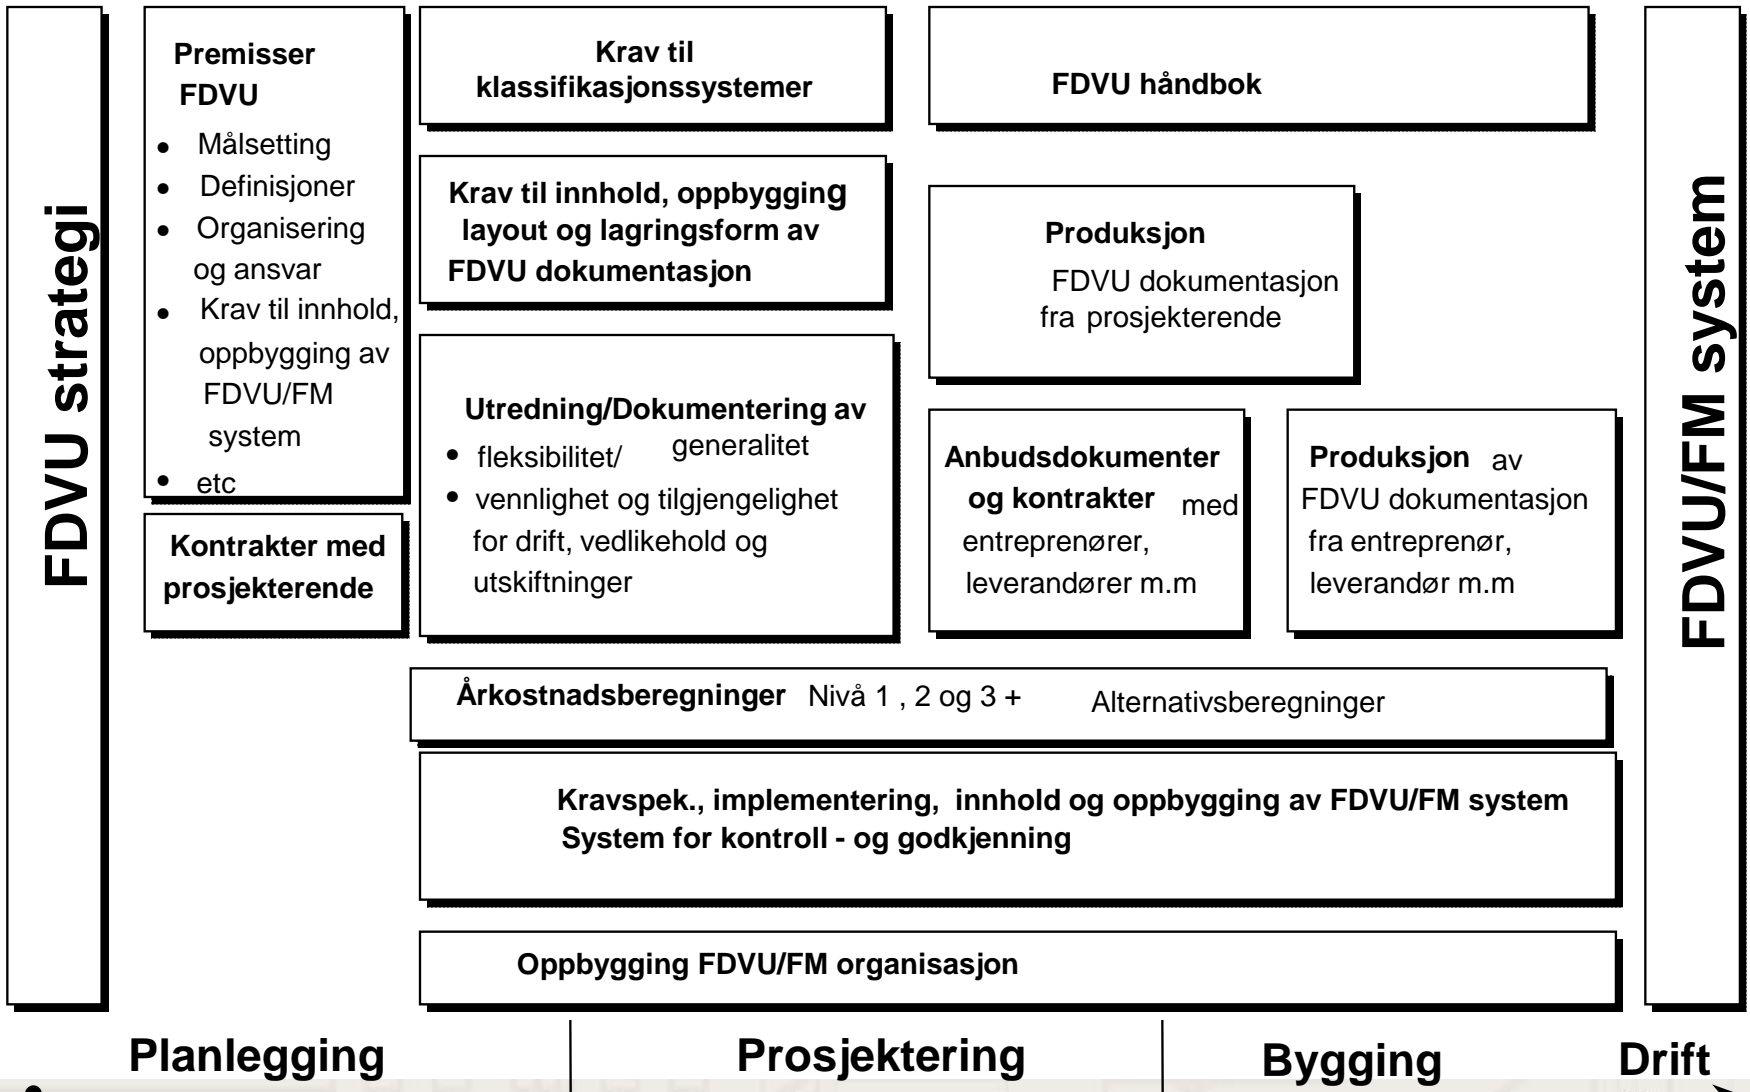 FDVU strategi
Premisser
FDVU
• Målsetting
• Definisjoner
• Organisering
og ansvar
• Krav til innhold,
oppbygging av
FDVU/FM
system
• etc
Kontrakter med
prosjekterende
Krav til
klassifikasjonssystemer
Krav til innhold, oppbygging
layout og lagringsform av
FDVU dokumentasjon
Utredning/Dokumentering av
• fleksibilitet/ generalitet
• vennlighet og tilgjengelighet
for drift, vedlikehold og
utskiftninger
FDVU håndbok
Produksjon
FDVU dokumentasjon
fra prosjekterende
Anbudsdokumenter
og kontrakter med
entreprenører,
leverandører m.m
Produksjon av
FDVU dokumentasjon
fra entreprenør,
leverandør m.m
Årkostnadsberegninger Nivå 1 , 2 og 3 + Alternativsberegninger
Kravspek., implementering, innhold og oppbygging av FDVU/FM system
System for kontroll - og godkjenning
Oppbygging FDVU/FM organisasjon
FDVU/FM system
Planlegging Prosjektering Bygging Drift